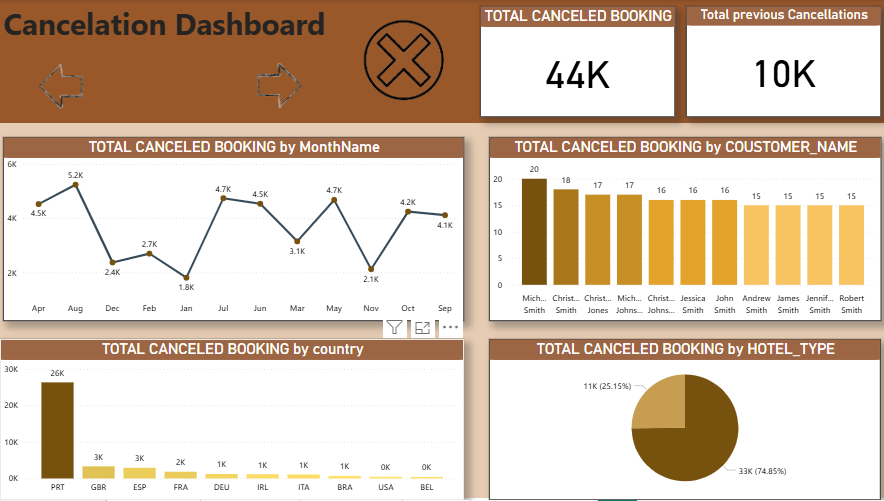 Cancelation Dashboard
TOTAL CANCELED BOOKING
44K
Total previous Cancellations
10K
TOTAL CANCELED BOOKING by MonthName
6K
4K
2K
4.5K
5.2K
2.4K
2.7K
1.8K
4.7K
4.5K
3.1K
4.7K
2.1K
4.2K
4.1K
Apr Aug Dec Feb Jan Jul Jun Mar May Nov Oct Sep
TOTAL CANCELED BOOKING by COUSTOMER_NAME
20
15
10
5
0
20 18 17 17 16 16 16 15 15 15 15
Mich... Christ... Christ... Mich... Christ... Jessica John Andrew James Jennif... Robert
Smith Smith Jones Johns... Johns... Smith Smith Smith Smith Smith Smith
TOTAL CANCELED BOOKING by country
30K
20K
10K
0K
26K 3K 3K 2K 1K 1K 1K 1K 0K 0K
PRT GBR ESP FRA DEU IRL ITA BRA USA BEL
TOTAL CANCELED BOOKING by HOTEL_TYPE
11K (25.15%)
33K (74.85%)